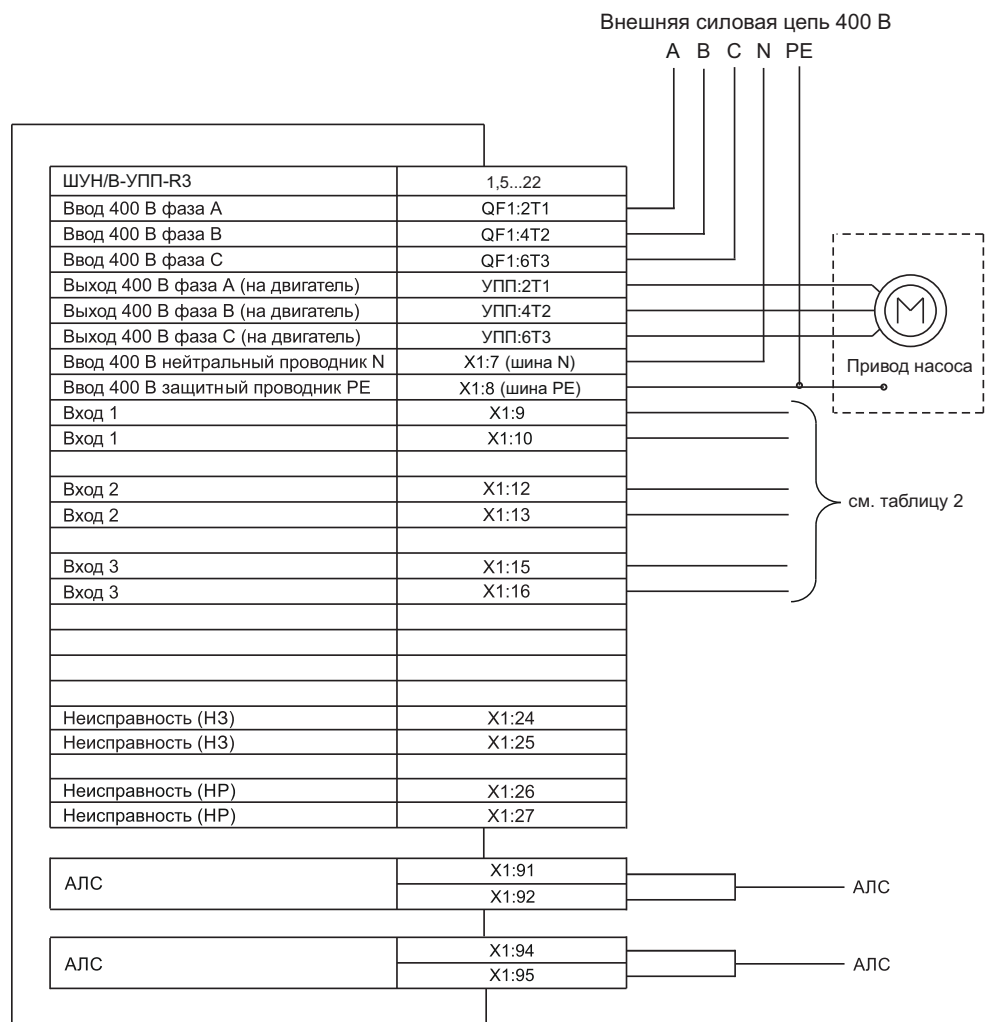 Внешняя силовая цепь 400 В
A B C N PE
ШУН/В-УПП-R3 1,5...22
Ввод 400 В фаза А QF1:2T1
Ввод 400 В фаза В QF1:4T2
Ввод 400 В фаза С QF1:6T3
Выход 400 В фаза А (на двигатель) УПП:2Т1
Выход 400 В фаза В (на двигатель) УПП:4Т2
Выход 400 В фаза С (на двигатель) УПП:6Т3
M
Ввод 400 В нейтральный проводник N X1:7 (шина N)
Привод насоса
Ввод 400 В защитный проводник PE X1:8 (шина PE)
Вход 1 X1:9
Вход 1 X1:10
Вход 2 X1:12
Вход 2 X1:13
см. таблицу 2
Вход 3 X1:15
Вход 3 X1:16
Неисправность (НЗ) X1:24
Неисправность (НЗ) X1:25
Неисправность (НР) X1:26
Неисправность (НР) X1:27
АЛС X1:91
X1:92
АЛС
АЛС X1:94
X1:95
АЛС